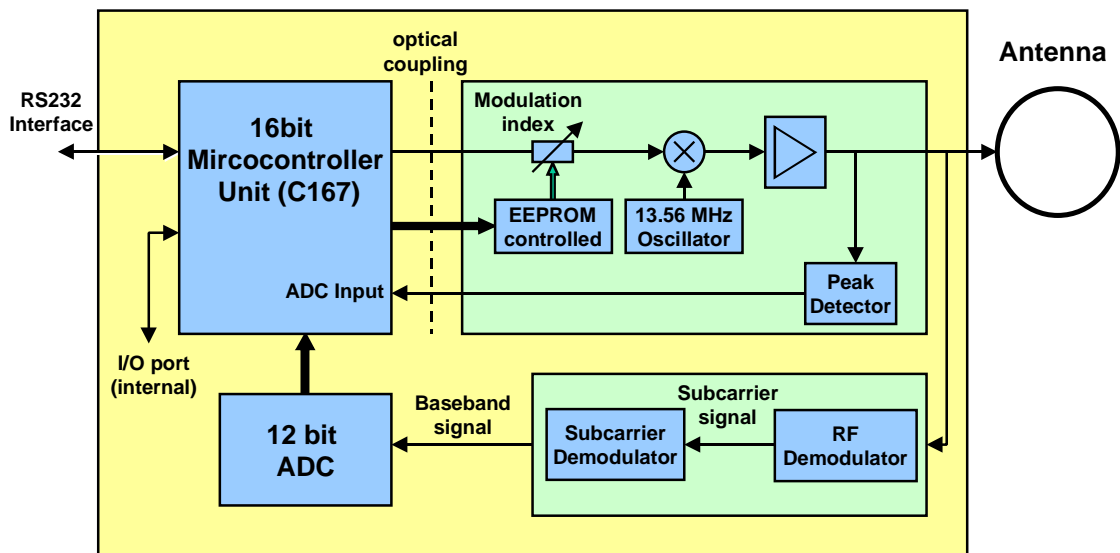 optical
coupling
Antenna
RS232
Interface
16bit
Mircocontroller
Unit (C167)
Modulation
index
EEPROM
controlled
13.56 MHz
Oscillator
ADC Input
Peak
Detector
I/O port
(internal)
12 bit
ADC
Baseband
signal
Subcarrier
signal
Subcarrier
Demodulator
RF
Demodulator